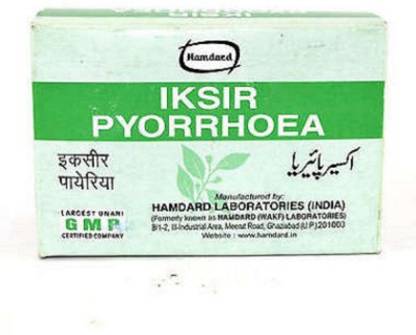 Hamdard
IKSIR
PYORRHOEA
इकसीर
पायेरिया
اکسیر پائیریا
LARGEST UNANI
GMP
CERTIFIED COMPANY
Manufactured by:
HAMDARD LABORATORIES (INDIA)
(Formerly known as HAMDARD (WAKF) LABORATORIES)
B/1-2, III-Industrial Area, Meerut Road, Ghaziabad (U.P.) 201003
Website : www.hamdard.in